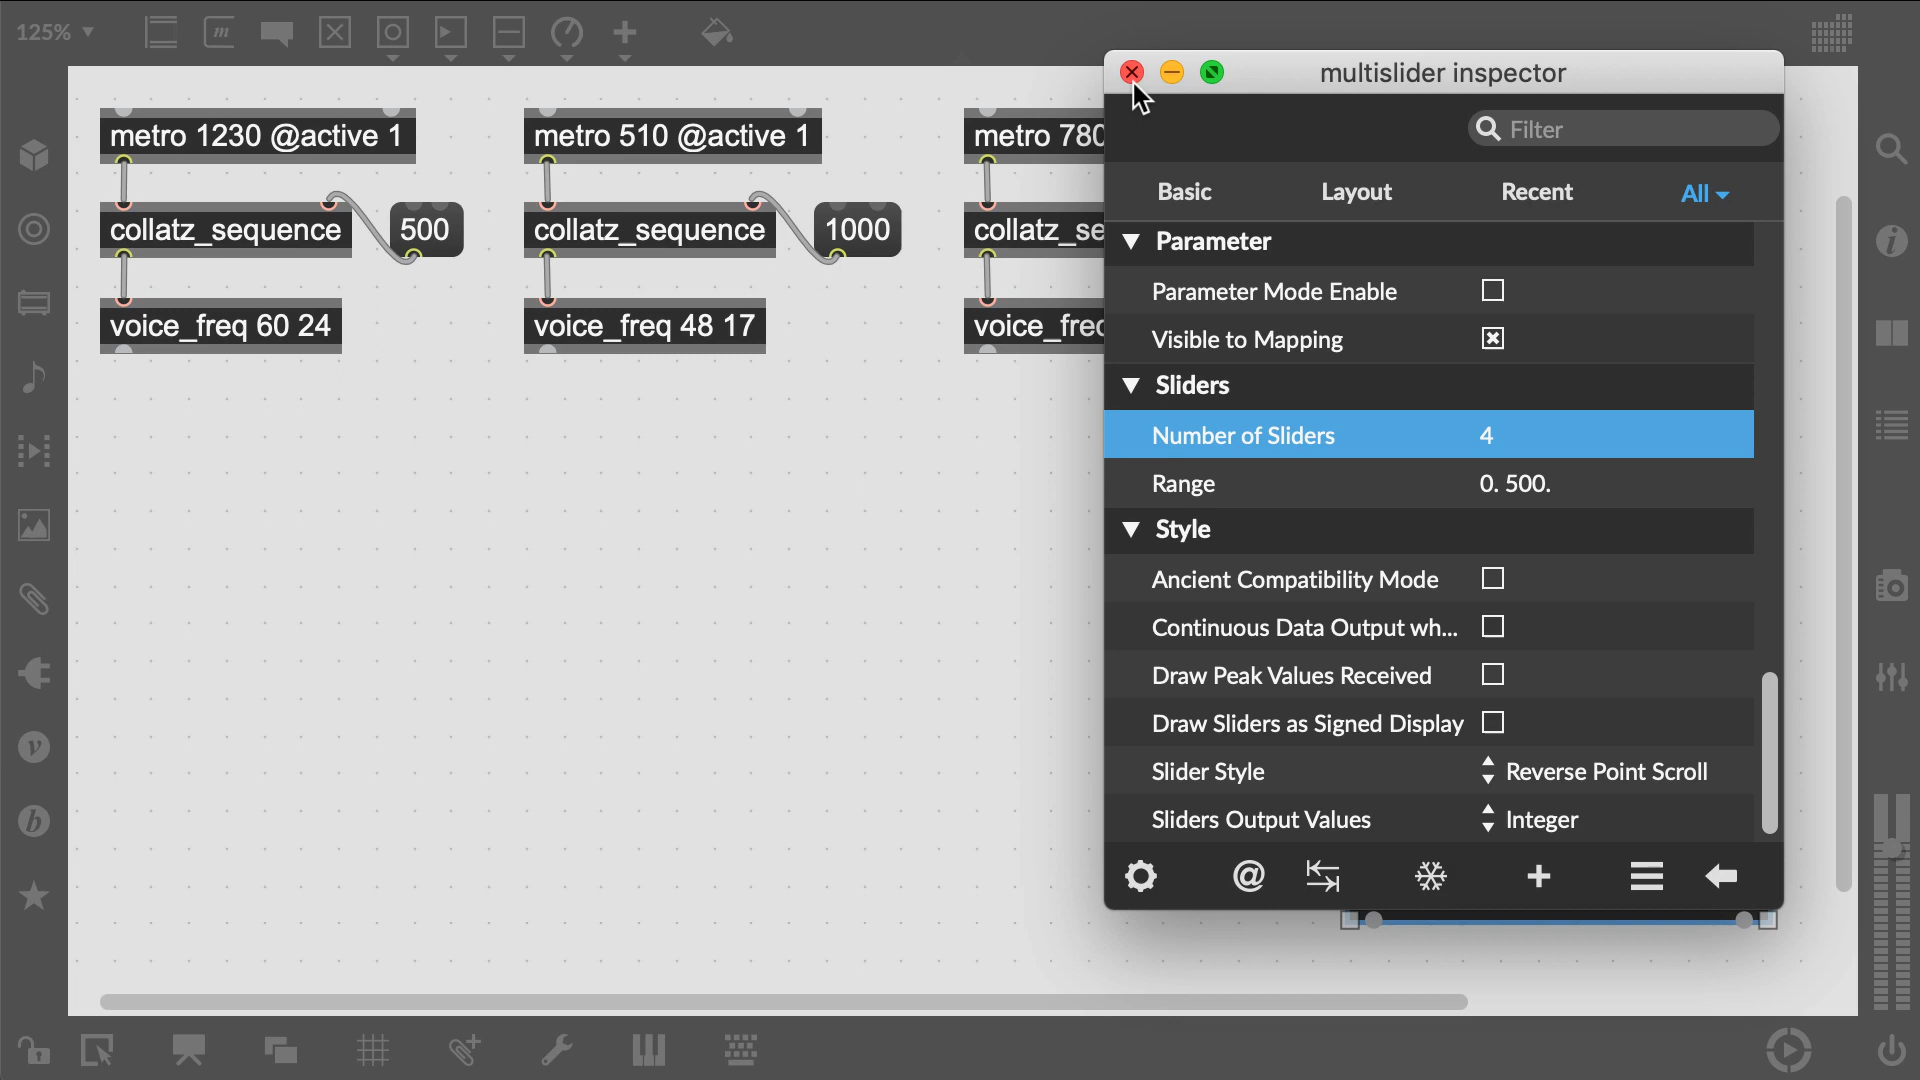 125%
m
multislider inspector
metro 1230 @active 1
metro 510 @active 1
metro 780
Filter
Basic
Layout
Recent
All
collatz_sequence
500
collatz_sequence
1000
collatz_se
Parameter
Parameter Mode Enable
voice_freq 60 24
voice_freq 48 17
voice_freq
Visible to Mapping
Sliders
Number of Sliders 4
Range 0. 500.
Style
Ancient Compatibility Mode
Continuous Data Output wh...
Draw Peak Values Received
Draw Sliders as Signed Display
Slider Style Reverse Point Scroll
Sliders Output Values Integer
v
b
@